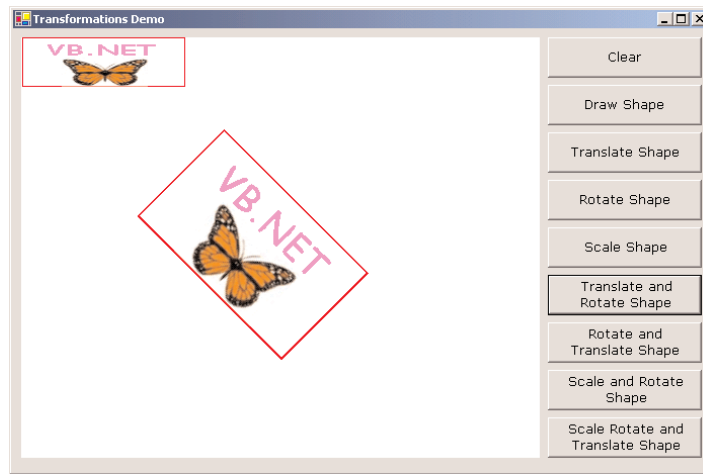 Transformations Demo
VB.NET
VB.NET
Clear
Draw Shape
Translate Shape
Rotate Shape
Scale Shape
Translate and
Rotate Shape
Rotate and
Translate Shape
Scale and Rotate
Shape
Scale Rotate and
Translate Shape